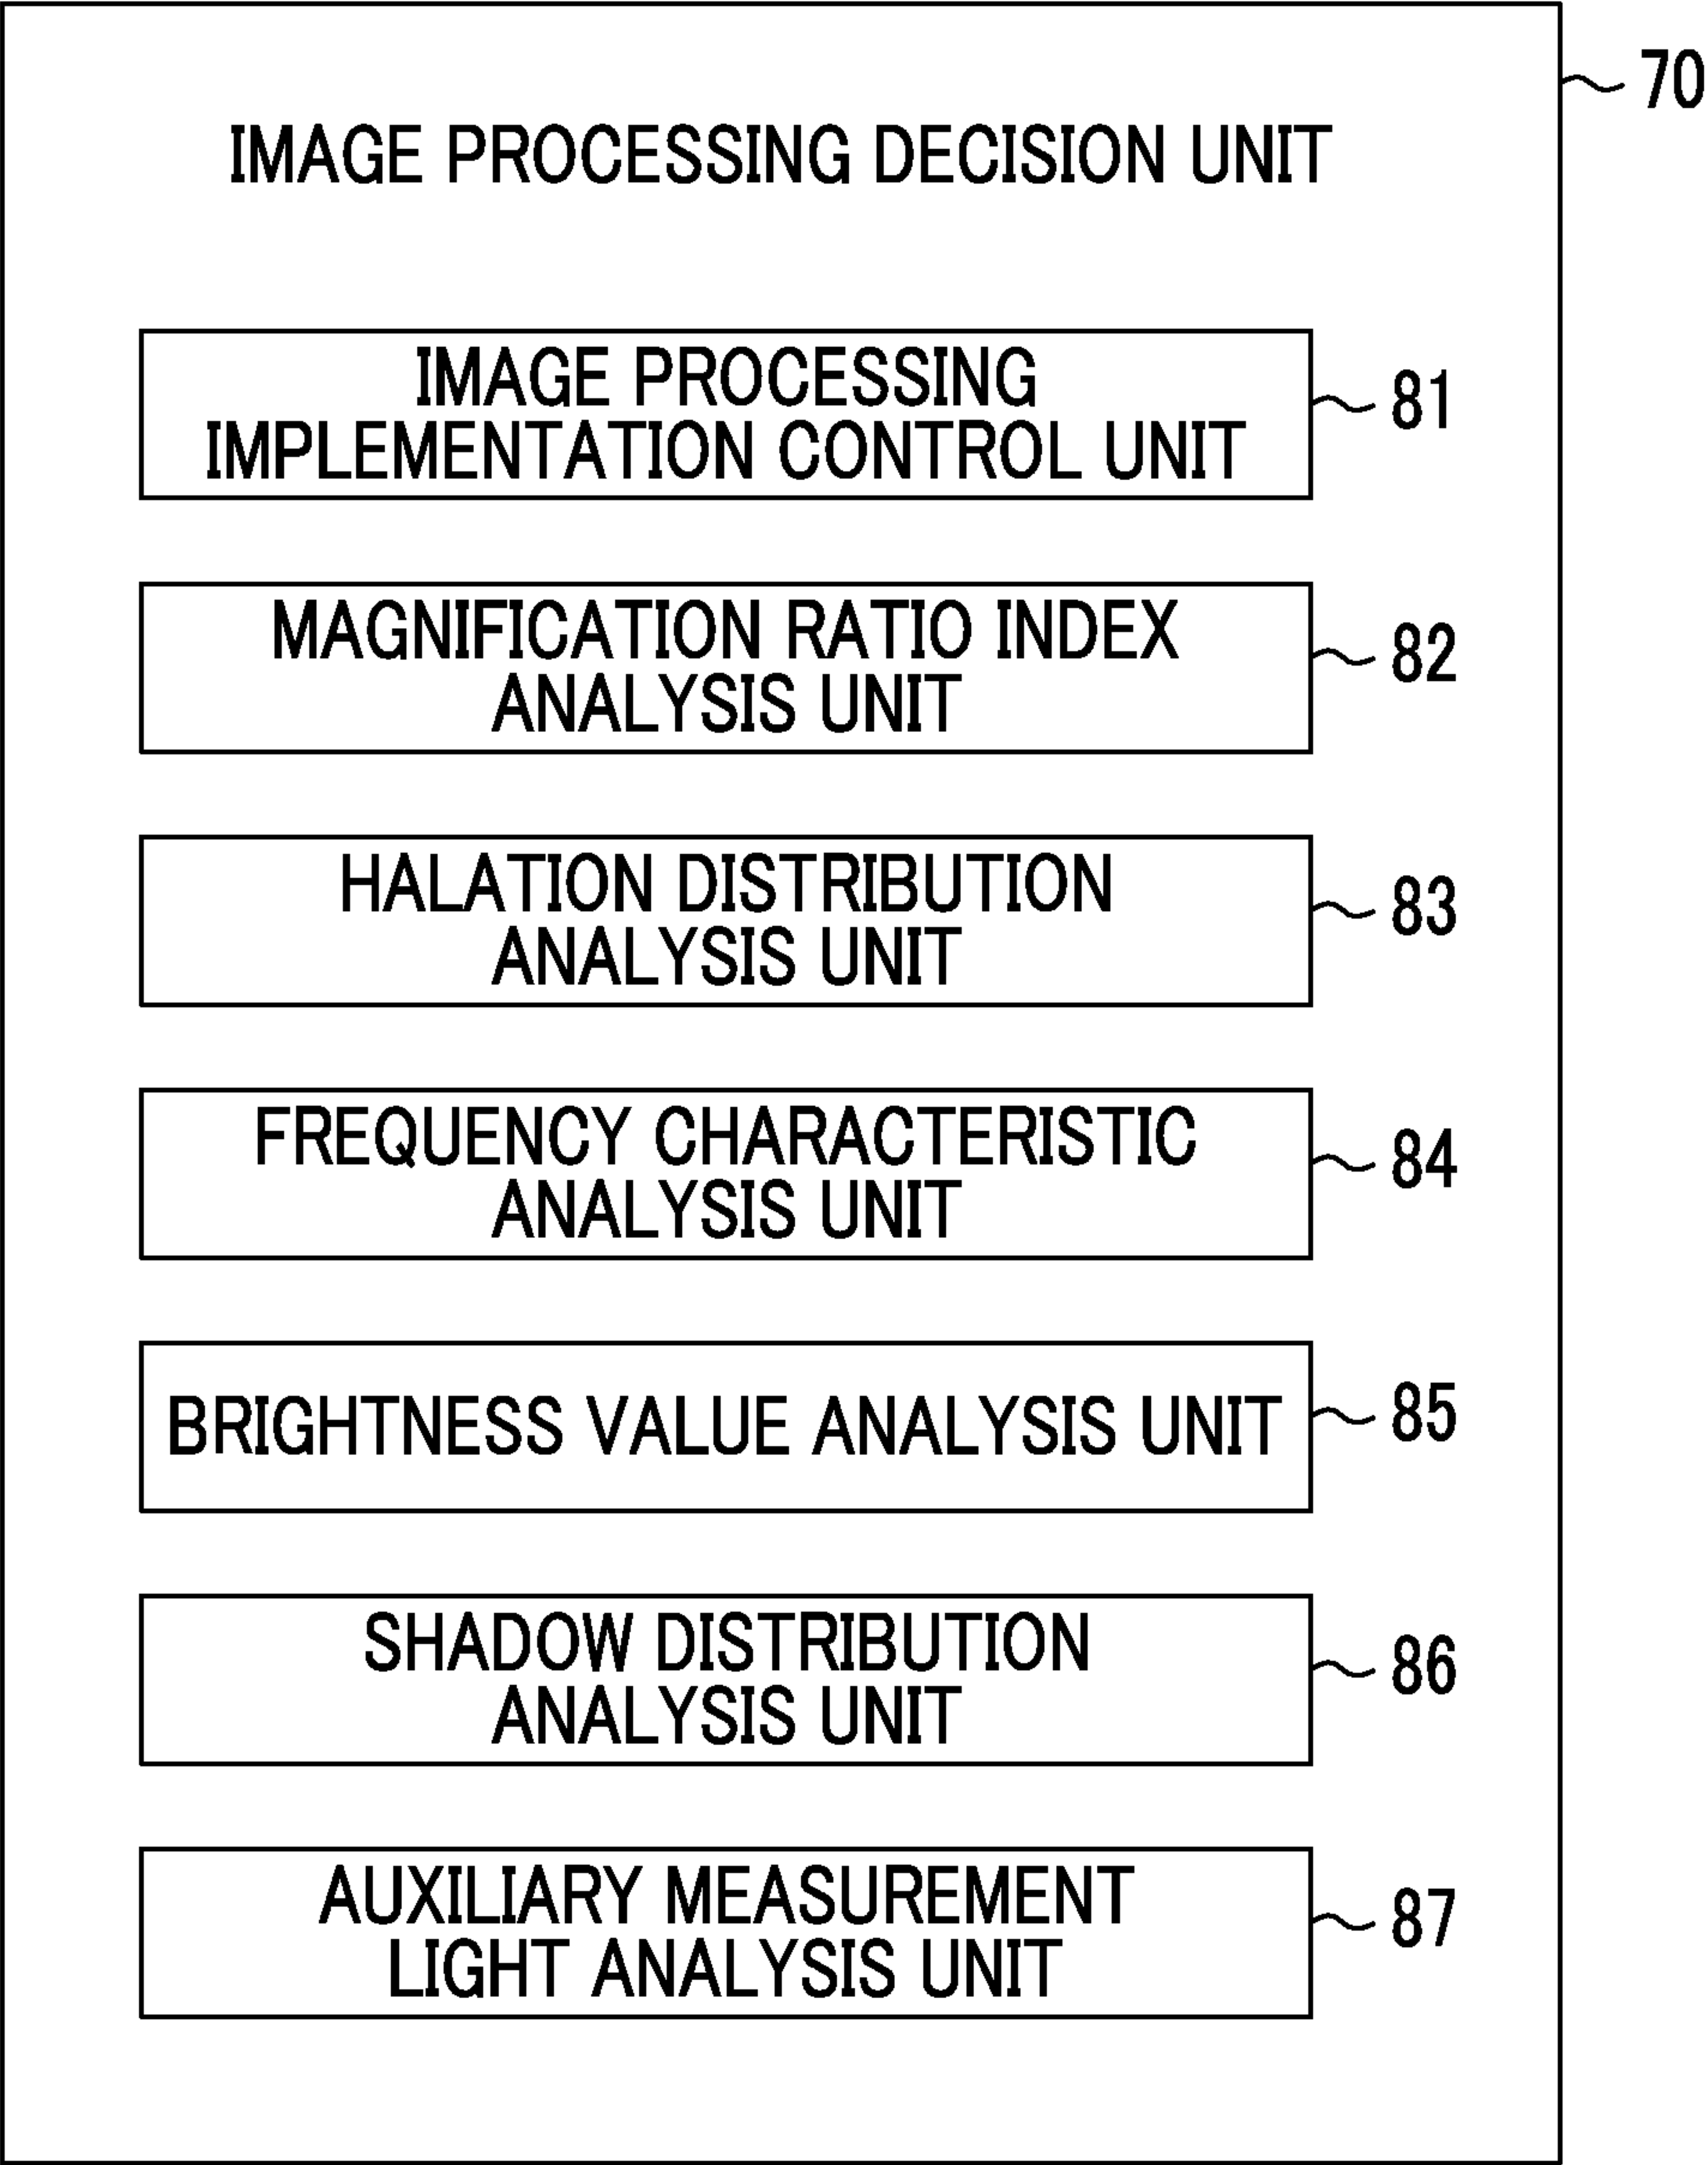 70
IMAGE PROCESSING DECISION UNIT
IMAGE PROCESSING
IMPLEMENTATION CONTROL UNIT
81
MAGNIFICATION RATIO INDEX
ANALYSIS UNIT
82
HALATION DISTRIBUTION
ANALYSIS UNIT
83
FREQUENCY CHARACTERISTIC
ANALYSIS UNIT
84
BRIGHTNESS VALUE ANALYSIS UNIT
85
SHADOW DISTRIBUTION
ANALYSIS UNIT
86
AUXILIARY MEASUREMENT
LIGHT ANALYSIS UNIT
87